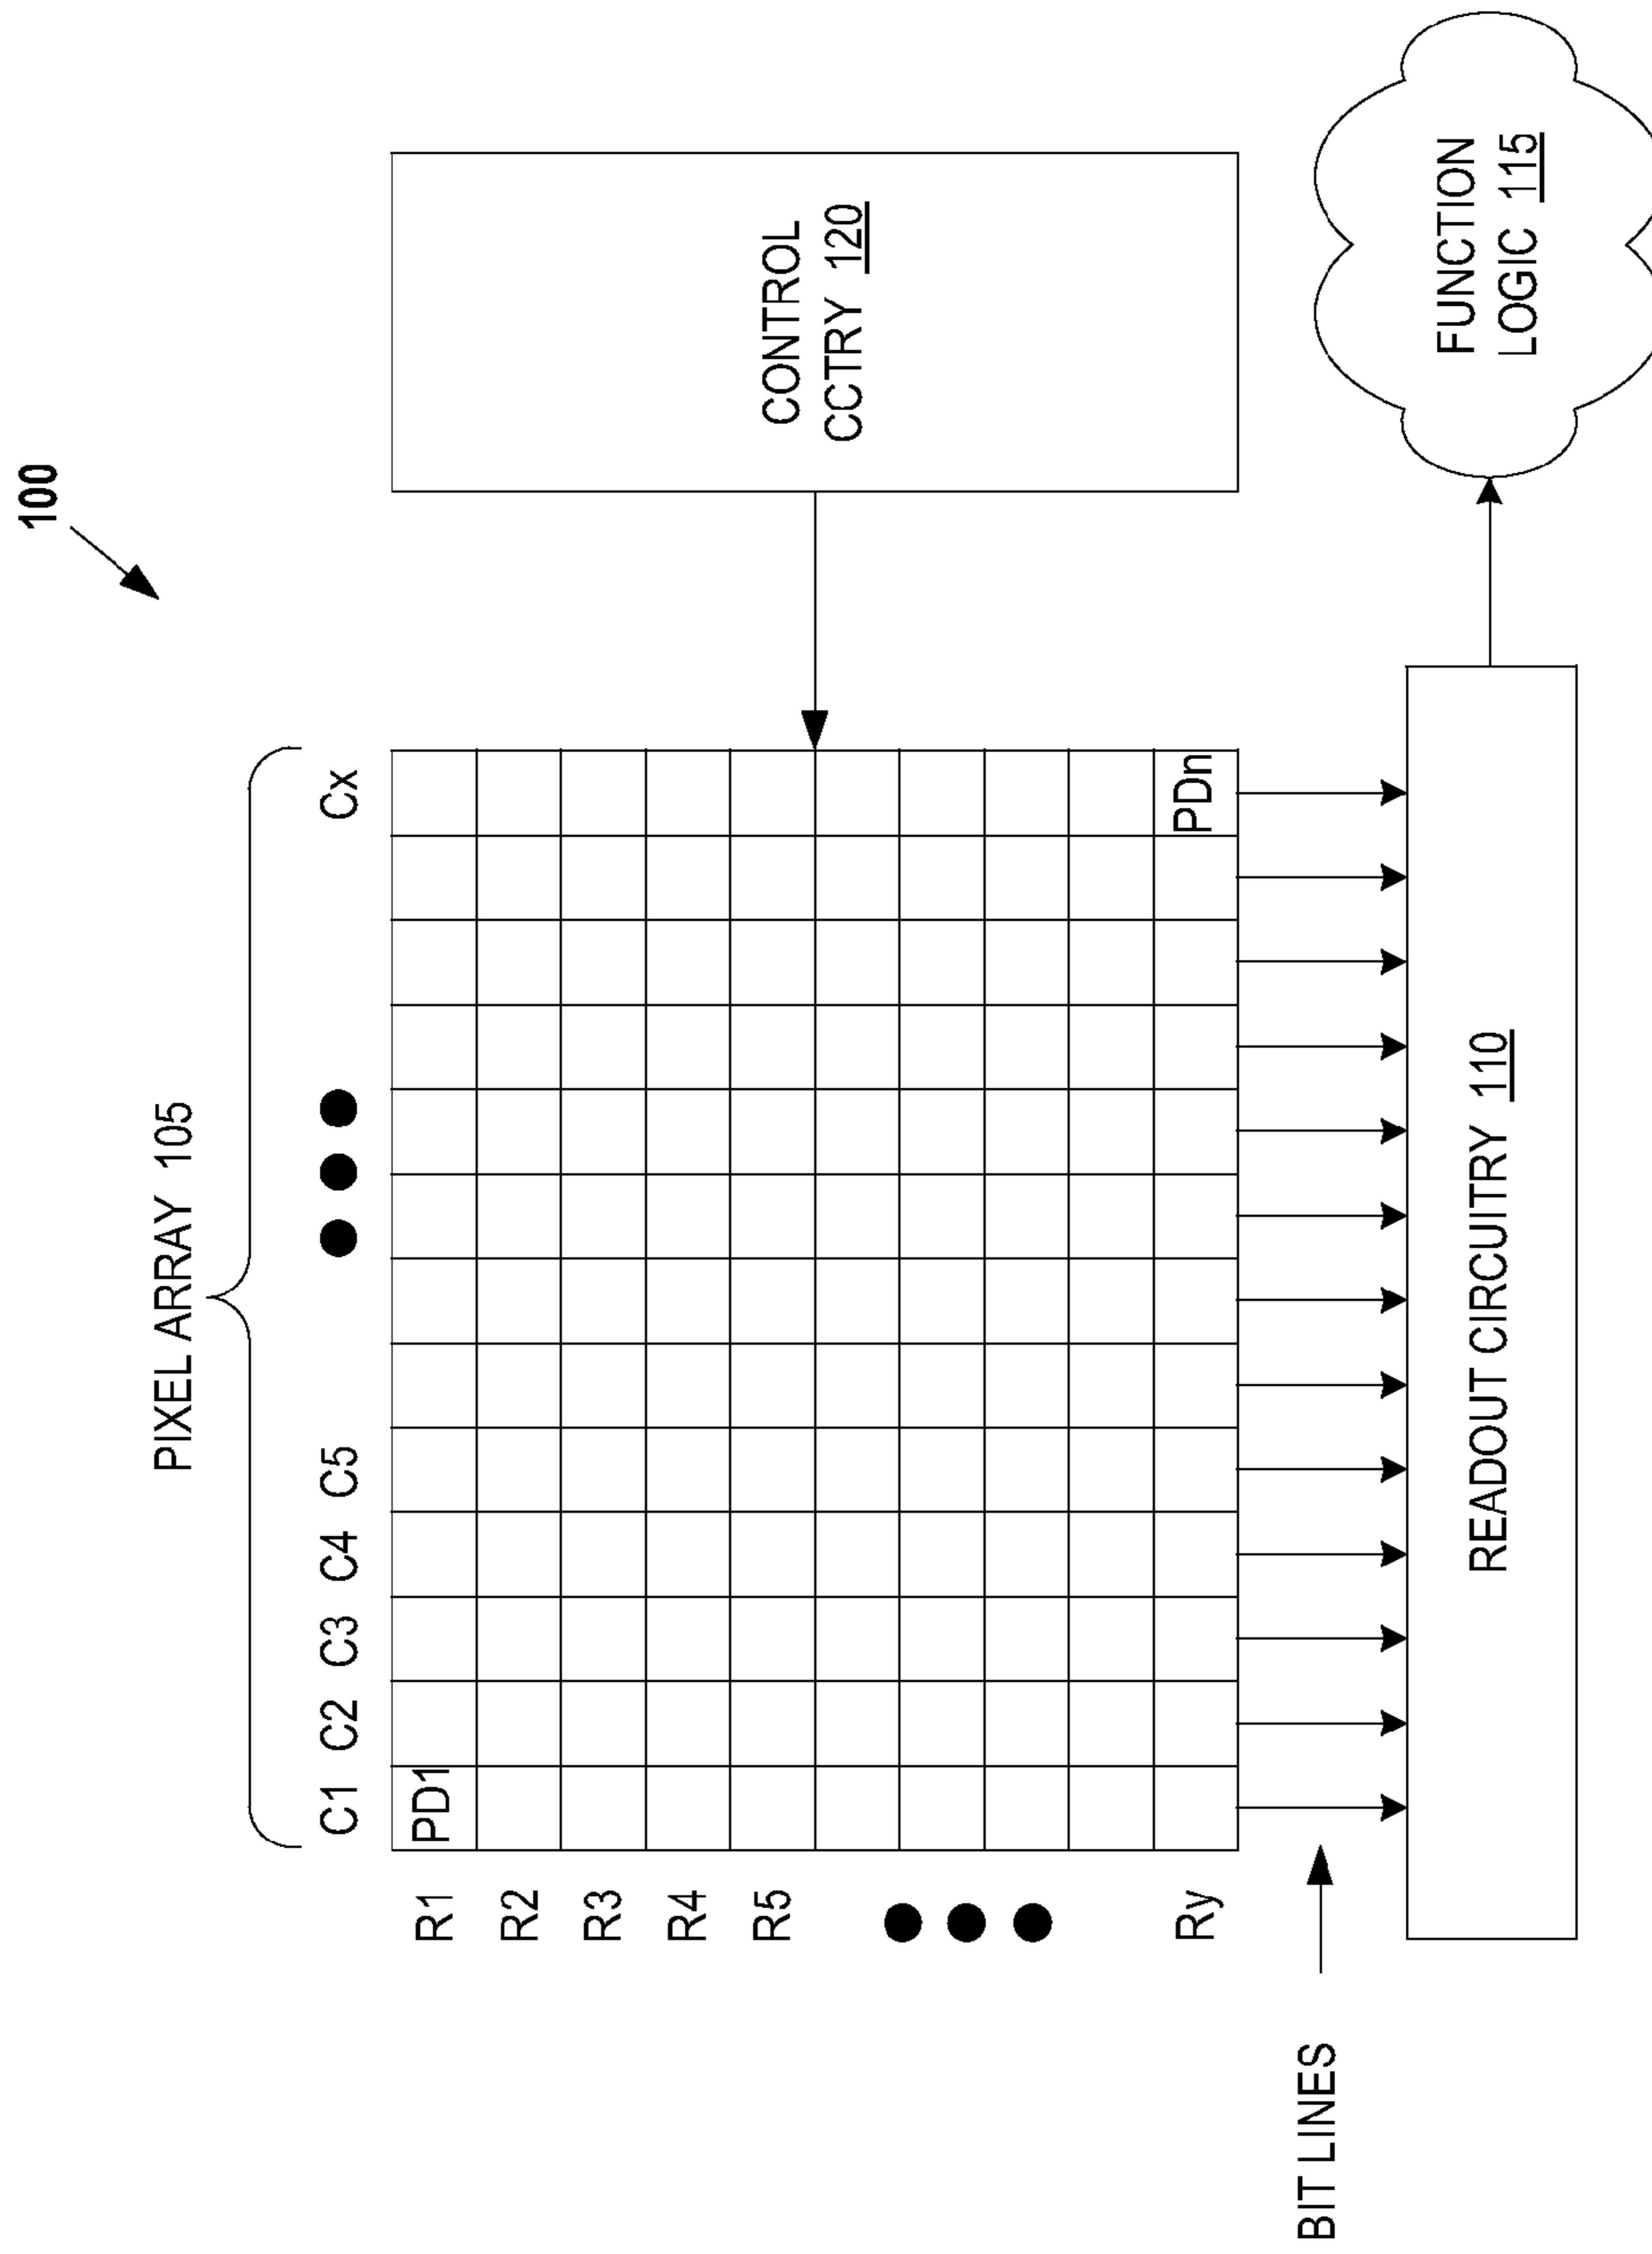 100
PIXEL ARRAY 105
C1 C2 C3 C4 C5 Cx
R1 PD1
R2
R3
R4
R5
Ry PDn
CONTROL
CCTRY 120
BIT LINES
READOUT CIRCUITRY 110
FUNCTION
LOGIC 115